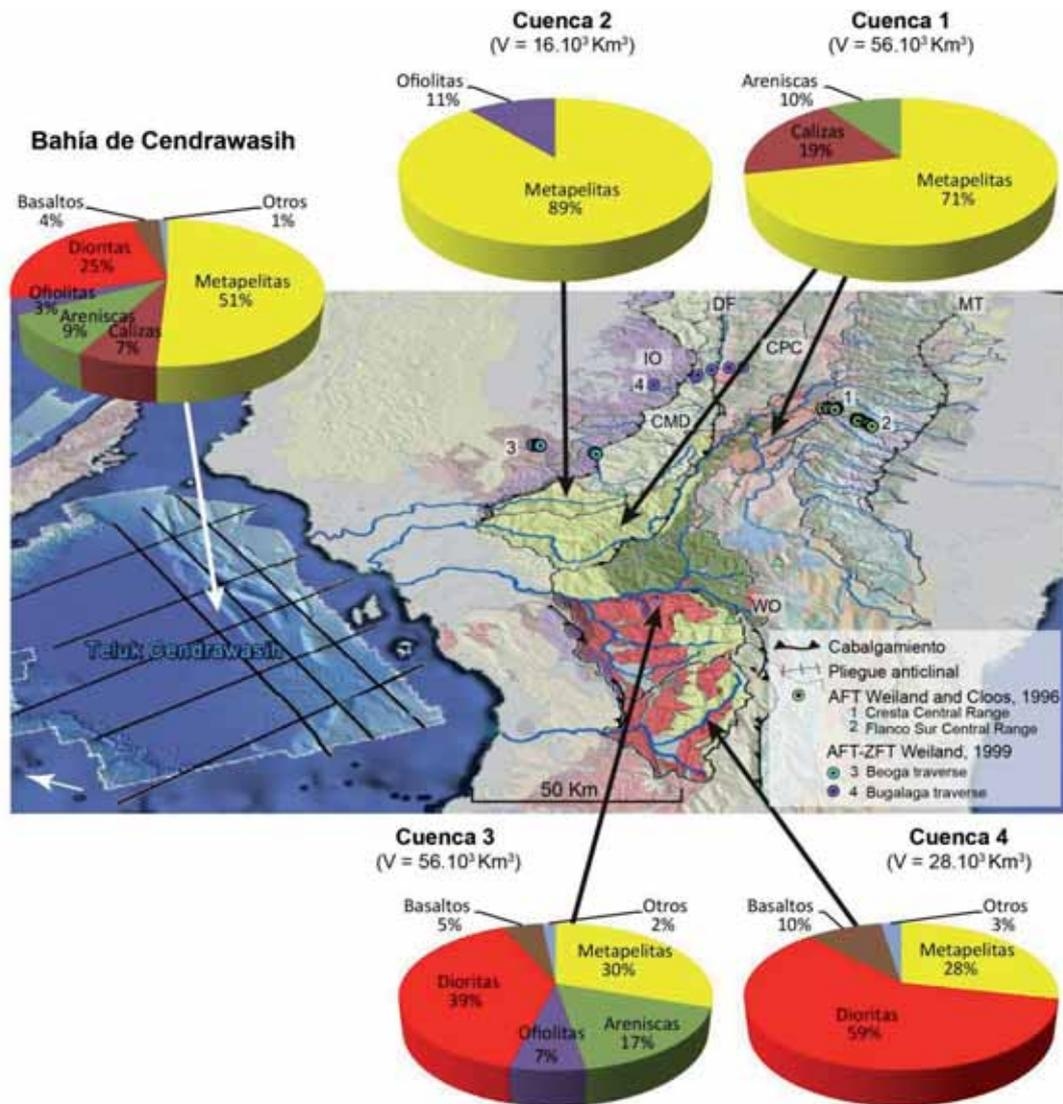 Cuenca 2
(V = 16.10³ Km³)
Ofiolitas
11%
Metapelitas
89%
Cuenca 1
(V = 56.10³ Km³)
Areniscas
10%
Calizas
19%
Metapelitas
71%
Bahía de Cendrawasih
Basaltos
4%
Otros
1%
Dioritas
25%
Metapelitas
51%
Ofiolitas
3%
Areniscas
9%
Calizas
7%
DF
MT
IO
CPC
4
1
CMD
2
3
WO
Teluk Cendrawasih
Cabalgamiento
Pliegue anticlinal
AFT Weiland and Cloos, 1996
1 Cresta Central Range
2 Flanco Sur Central Range
AFT-ZFT Weiland, 1999
3 Beoga traverse
4 Bugalaga traverse
50 Km
Cuenca 3
(V = 56.10³ Km³)
Basaltos
5%
Otros
2%
Metapelitas
30%
Dioritas
39%
Ofiolitas
7%
Areniscas
17%
Cuenca 4
(V = 28.10³ Km³)
Basaltos
10%
Otros
3%
Metapelitas
28%
Dioritas
59%